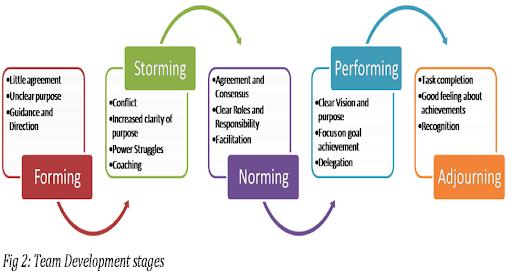 •Little agreement
•Unclear purpose
•Guidance and
Direction
Forming
Storming
•Conflict
•Increased clarity of
purpose
•Power Struggles
•Coaching
•Agreement and
Consensus
•Clear Roles and
Responsibility
•Facilitation
Norming
Performing
•Clear Vision and
purpose
•Focus on goal
achievement
•Delegation
•Task completion
•Good feeling about
achievements
•Recognition
Adjourning
Fig 2: Team Development stages